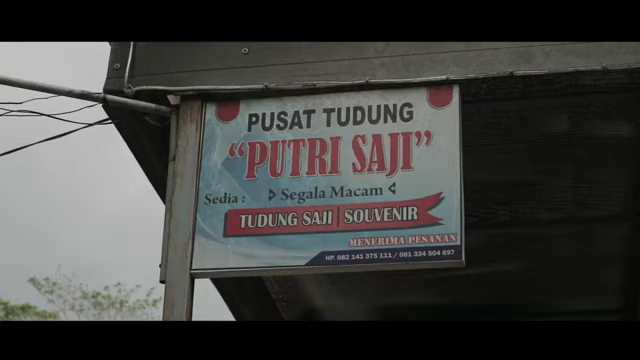 PUSAT TUDUNG
"PUTRI SAJI"
Sedia : Segala Macam
TUDUNG SAJI | SOUVENIR
MENERIMA PESANAN
HP. 082 141 375 111 / 081 334 504 697